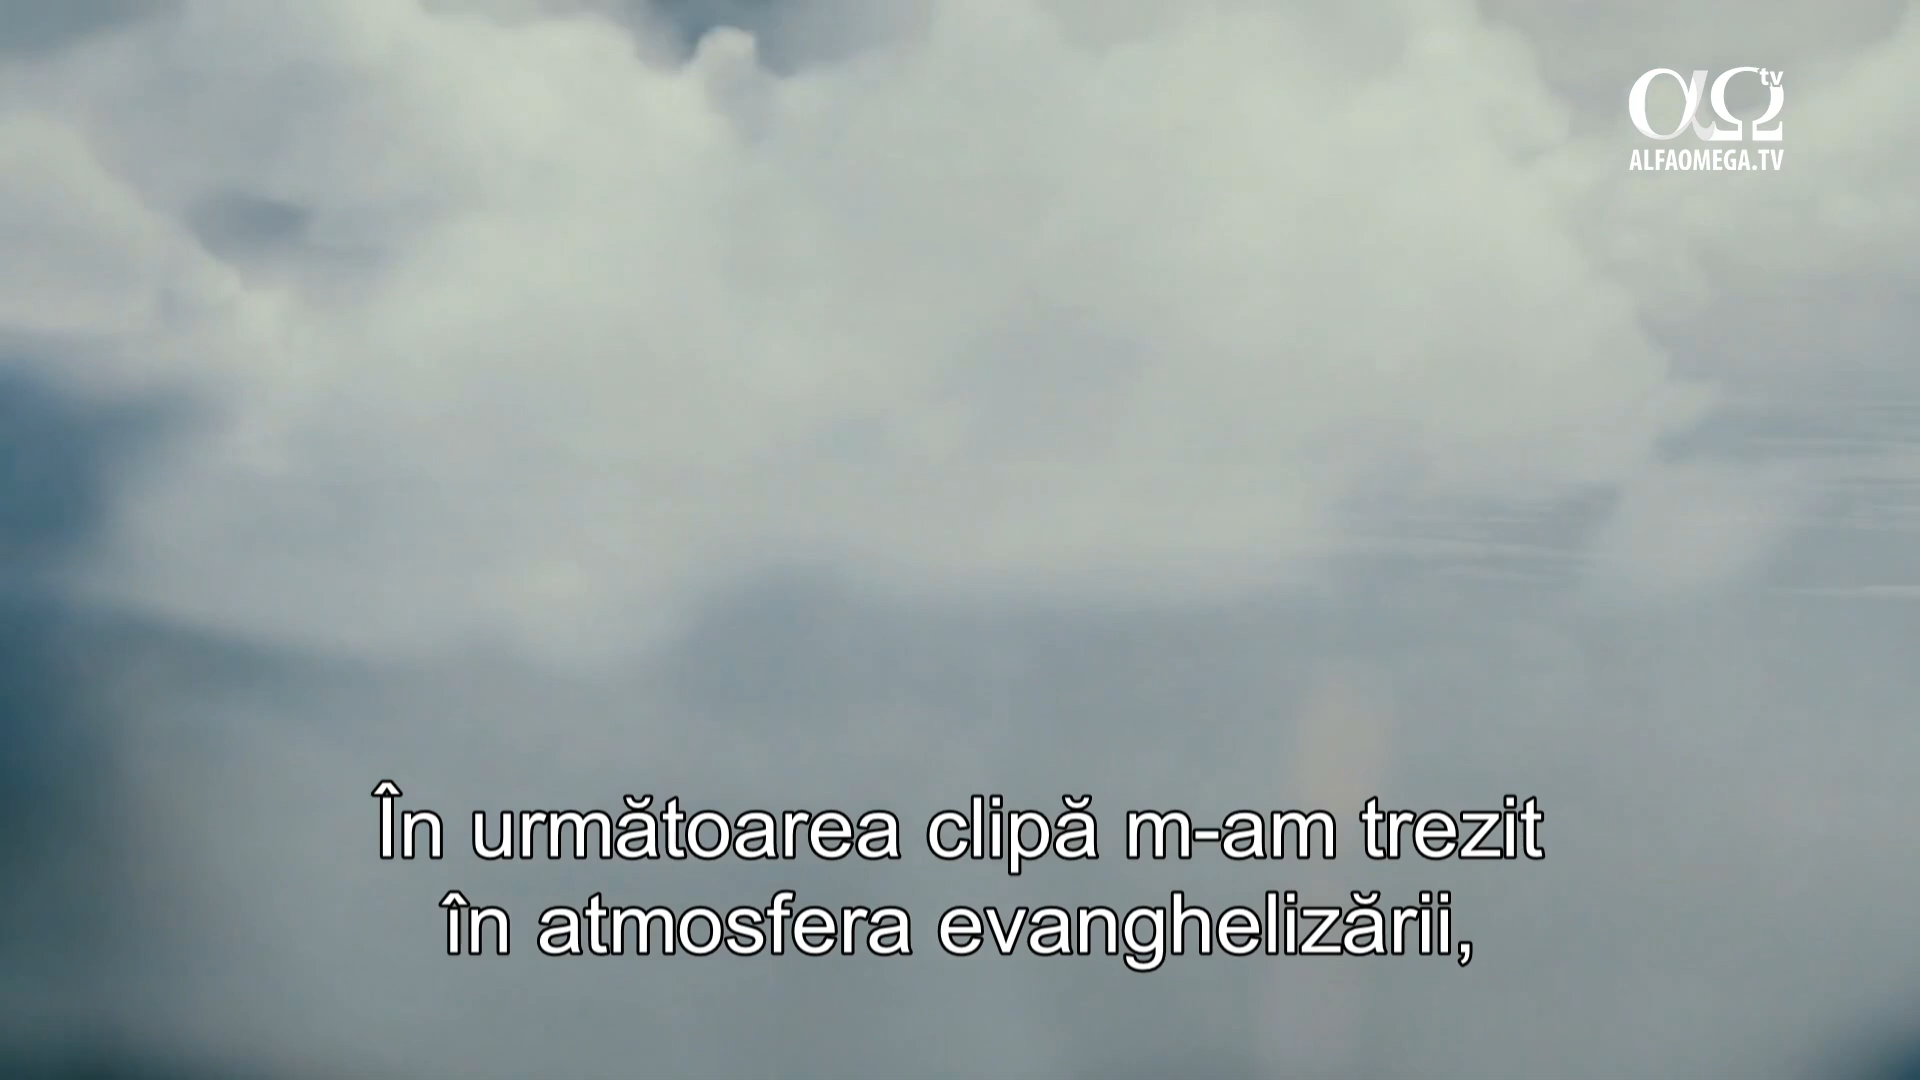 αΩ tv
ALFAOMEGA.TV
În următoarea clipă m-am trezit
în atmosfera evanghelizării,